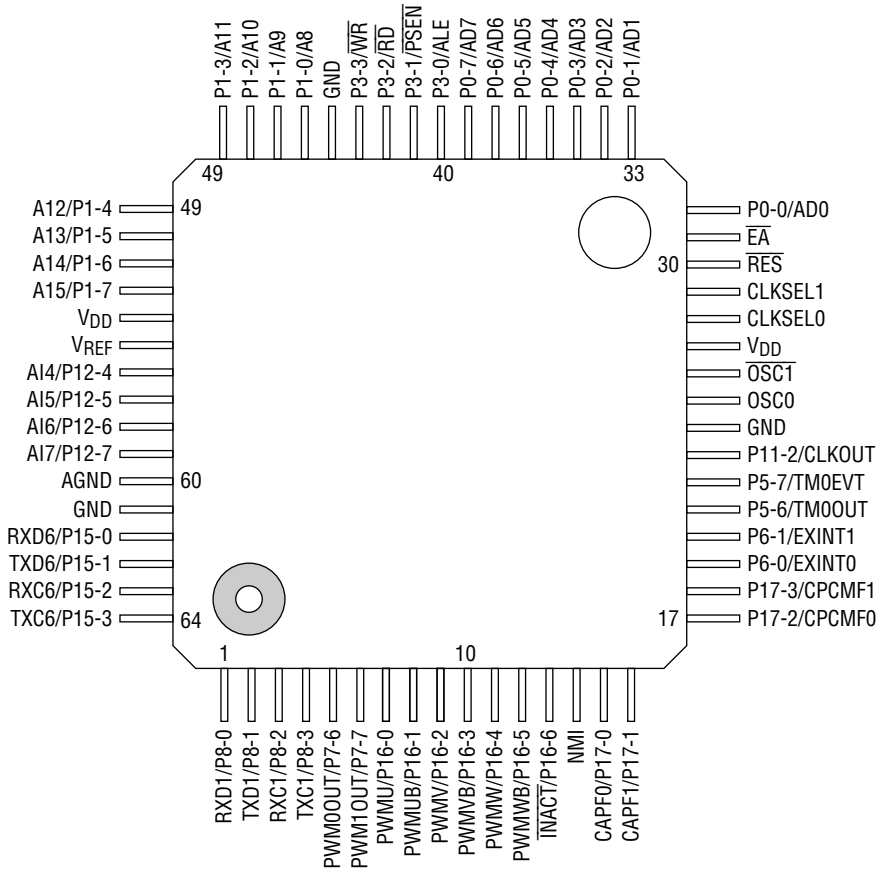 P1-3/A11
P1-2/A10
P1-1/A9
P1-0/A8
GND
P3-3/W̅R̅
P3-2/R̅D̅
P3-1/P̅S̅E̅N̅
P3-0/ALE
P0-7/AD7
P0-6/AD6
P0-5/AD5
P0-4/AD4
P0-3/AD3
P0-2/AD2
P0-1/AD1
49
40
33
A12/P1-4
A13/P1-5
A14/P1-6
A15/P1-7
VDD
VREF
AI4/P12-4
AI5/P12-5
AI6/P12-6
AI7/P12-7
AGND
GND
RXD6/P15-0
TXD6/P15-1
RXC6/P15-2
TXC6/P15-3
49
60
64
30
17
P0-0/AD0
E̅A̅
R̅E̅S̅
CLKSEL1
CLKSEL0
VDD
O̅S̅C̅1̅
OSC0
GND
P11-2/CLKOUT
P5-7/TM0EVT
P5-6/TM0OUT
P6-1/EXINT1
P6-0/EXINT0
P17-3/CPCMF1
P17-2/CPCMF0
1
10
RXD1/P8-0
TXD1/P8-1
RXC1/P8-2
TXC1/P8-3
PWM0OUT/P7-6
PWM1OUT/P7-7
PWMU/P16-0
PWMUB/P16-1
PWMV/P16-2
PWMVB/P16-3
PWMW/P16-4
PWMWB/P16-5
I̅N̅A̅C̅T̅/P16-6
NMI
CAPF0/P17-0
CAPF1/P17-1